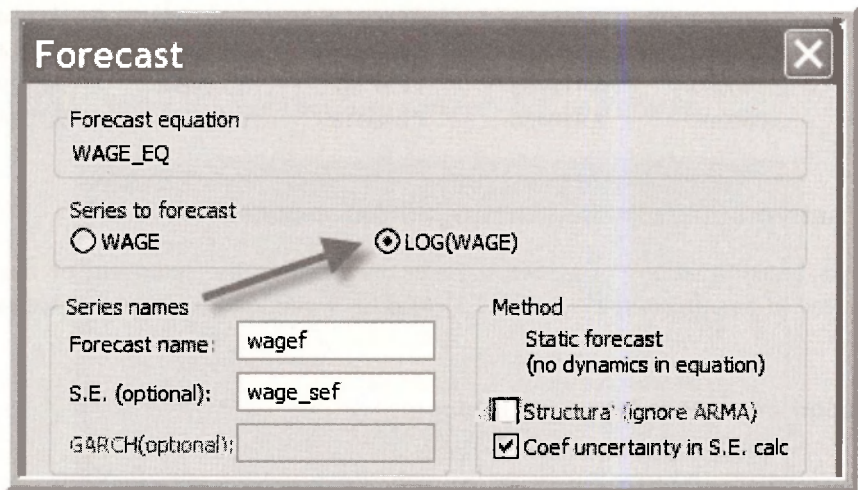 Forecast
Forecast equation
WAGE_EQ
Series to forecast
WAGE
LOG(WAGE)
Series names
Forecast name: wagef
S.E. (optional): wage_sef
GARCH(optional):
Method
Static forecast
(no dynamics in equation)
Structural (ignore ARMA)
Coef uncertainty in S.E. calc